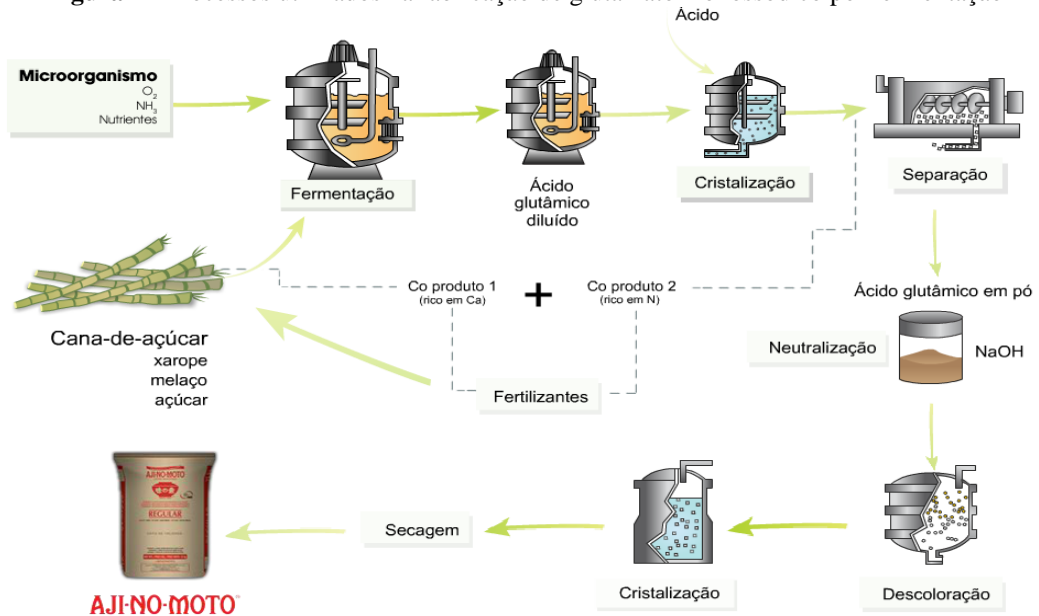 Ácido
Microorganismo
O2
NH3
Nutrientes
Fermentação
Ácido
glutâmico
diluído
Cristalização
Separação
Co produto 1
(rico em Ca)
+
Co produto 2
(rico em N)
Ácido glutâmico em pó
Cana-de-açúcar
xarope
melaço
açúcar
Neutralização
NaOH
Fertilizantes
AJI-NO-MOTO
REGULAR
Secagem
Cristalização
Descoloração
AJI-NO-MOTO